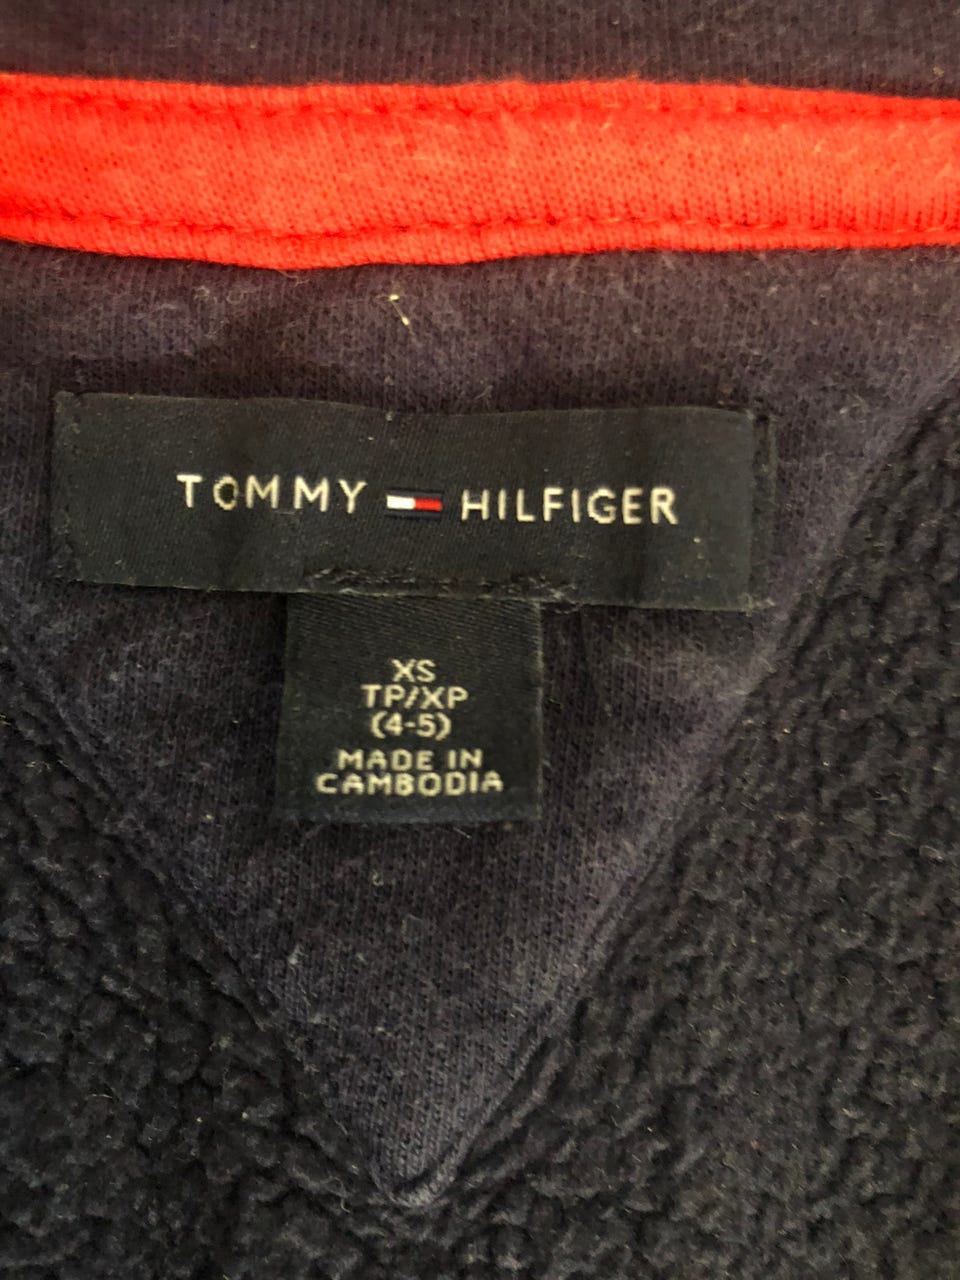 TOMMY HILFIGER
XS
TP/XP
(4-5)
MADE IN
CAMBODIA